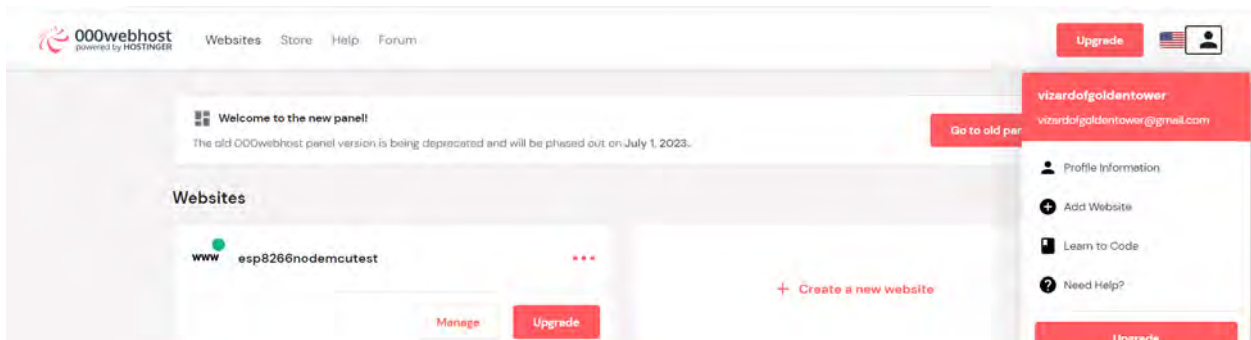 000webhost
powered by HOSTINGER
Websites Store Help Forum
Upgrade
vizardofgoldentower
vizardofgoldentower@gmail.com
Welcome to the new panel!
The old 000webhost panel version is being deprecated and will be phased out on July 1, 2023..
Go to old par
Profile Information
Add Website
Learn to Code
Need Help?
Upgrade
Websites
www esp8266nodemcutest
Manage Upgrade
+ Create a new website